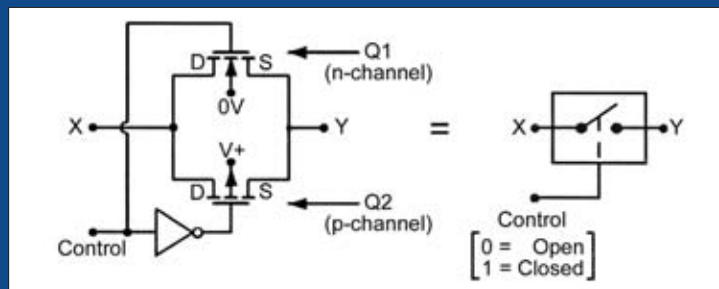 D
S
Q1
(n-channel)
0V
X
Y
=
X
Y
V+
D
S
Q2
(p-channel)
Control
Control
0 = Open
1 = Closed